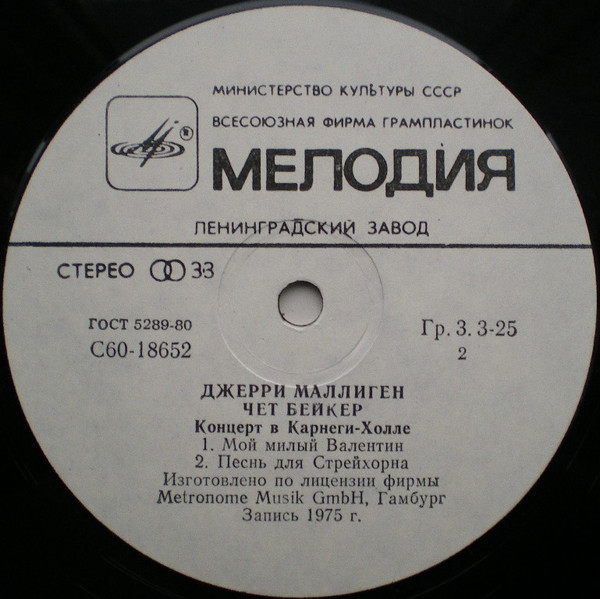 МИНИСТЕРСТВО КУЛЬТУРЫ СССР
ВСЕСОЮЗНАЯ ФИРМА ГРАМПЛАСТИНОК
МЕЛОДИЯ
ЛЕНИНГРАДСКИЙ ЗАВОД
СТЕРЕО 33
ГОСТ 5289-80
С60-18652
Гр. 3. 3-25
2
ДЖЕРРИ МАЛЛИГЕН
ЧЕТ БЕЙКЕР
Концерт в Карнеги-Холле
1. Мой милый Валентин
2. Песнь для Стрейхорна
Изготовлено по лицензии фирмы
Metronome Musik GmbH, Гамбург
Запись 1975 г.